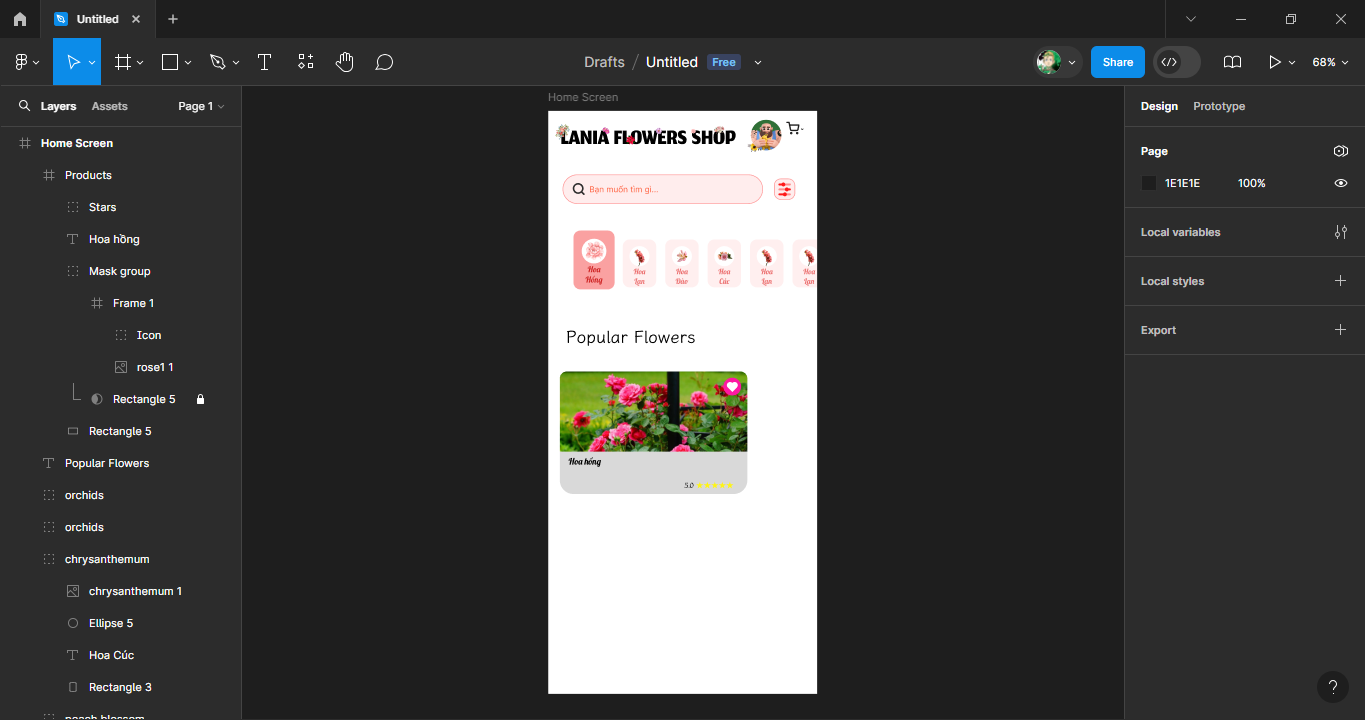 Untitled
Drafts / Untitled Free
Share
68%
Layers Assets Page 1
Home Screen
Products
Stars
Hoa hồng
Mask group
Frame 1
Icon
rose1 1
Rectangle 5
Rectangle 5
Popular Flowers
orchids
orchids
chrysanthemum
chrysanthemum 1
Ellipse 5
Hoa Cúc
Rectangle 3
peach blossom
Home Screen
LANIA FLOWERS SHOP
Bạn muốn tìm gì...
Hoa
Hồng
Hoa
Lan
Hoa
Đào
Hoa
Cúc
Hoa
Lan
Hoa
Lan
Popular Flowers
Hoa hồng
5.0
Design Prototype
Page
1E1E1E 100%
Local variables
Local styles
Export
?